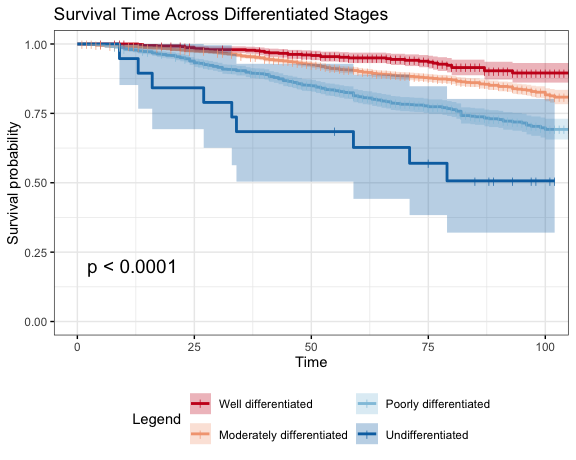 Survival Time Across Differentiated Stages
1.00
0.75
0.50
0.25
0.00
Survival probability
p < 0.0001
0
25
50
75
100
Time
Legend
Well differentiated
Poorly differentiated
Moderately differentiated
Undifferentiated